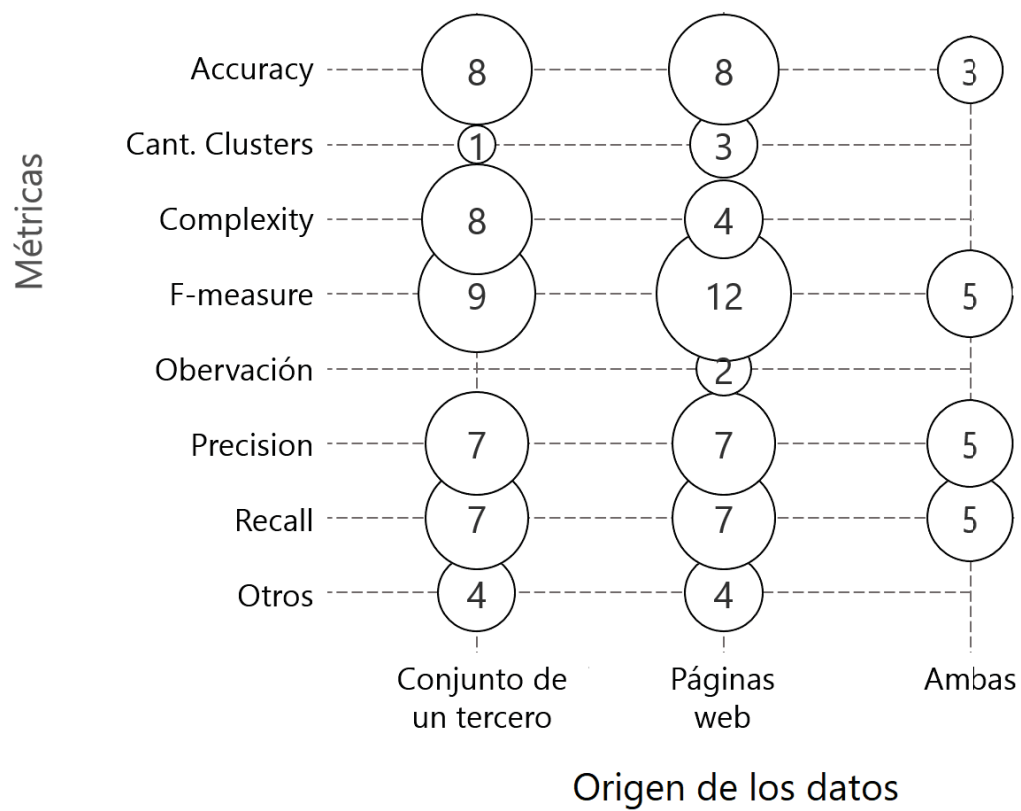 Métricas
Accuracy 8 8 3
Cant. Clusters 1 3
Complexity 8 4
F-measure 9 12 5
Obervación 2
Precision 7 7 5
Recall 7 7 5
Otros 4 4
Conjunto de
un tercero
Páginas
web
Ambas
Origen de los datos